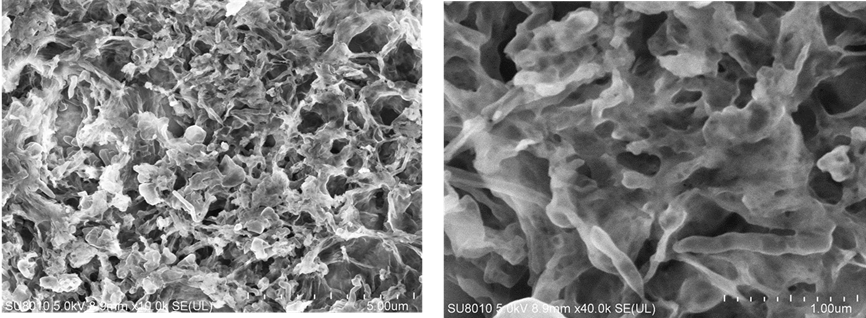 SU8010 5.0kV 8.9mm x10.0k SE(UL)
5.00um
SU8010 5.0kV 8.9mm x40.0k SE(UL)
1.00um